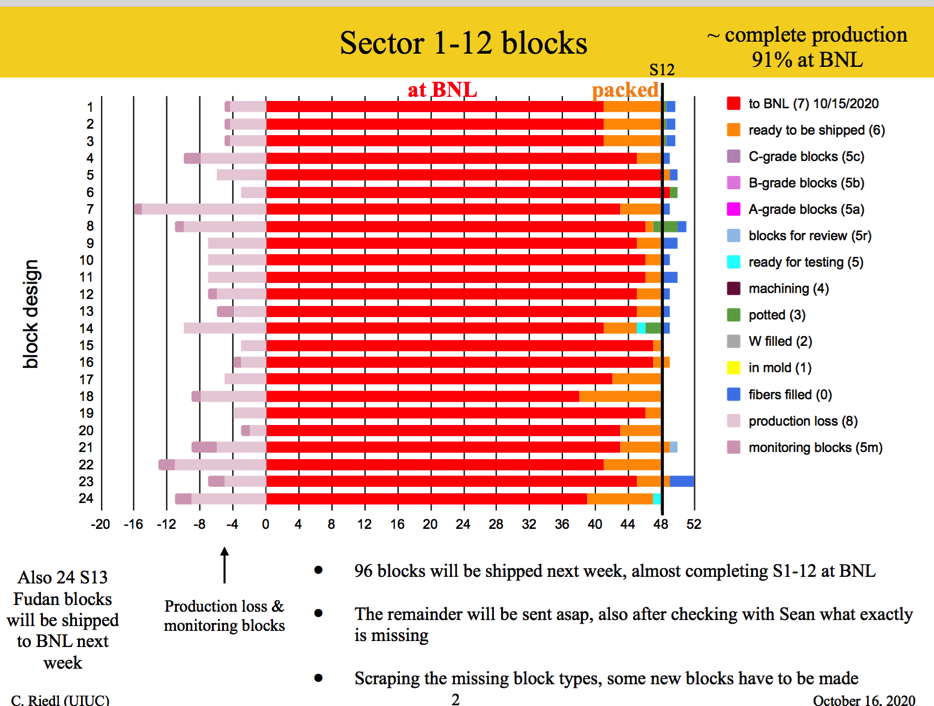 Sector 1-12 blocks
~ complete production
91% at BNL
S12
at BNL
packed
block design
1
2
3
4
5
6
7
8
9
10
11
12
13
14
15
16
17
18
19
20
21
22
23
24
-20 -16 -12 -8 -4 0 4 8 12 16 20 24 28 32 36 40 44 48 52
to BNL (7) 10/15/2020
ready to be shipped (6)
C-grade blocks (5c)
B-grade blocks (5b)
A-grade blocks (5a)
blocks for review (5r)
ready for testing (5)
machining (4)
potted (3)
W filled (2)
in mold (1)
fibers filled (0)
production loss (8)
monitoring blocks (5m)
Also 24 S13
Fudan blocks
will be shipped
to BNL next
week
Production loss &
monitoring blocks
• 96 blocks will be shipped next week, almost completing S1-12 at BNL
• The remainder will be sent asap, also after checking with Sean what exactly
is missing
• Scraping the missing block types, some new blocks have to be made
C. Riedl (UIUC)
2
October 16, 2020